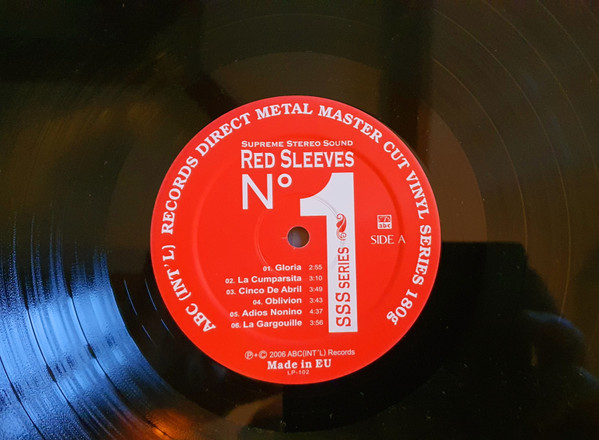 ABC (INT'L) RECORDS DIRECT METAL MASTER CUT VINYL SERIES 180g
SUPREME STEREO SOUND
RED SLEEVES
Nº 1
SSS SERIES
abc
SIDE A
01. Gloria 2:55
02. La Cumparsita 3:10
03. Cinco De Abril 3:49
04. Oblivion 3:43
05. Adios Nonino 4:37
06. La Gargouille 3:56
℗+© 2006 ABC(INT'L) Records
Made in EU
LP-102